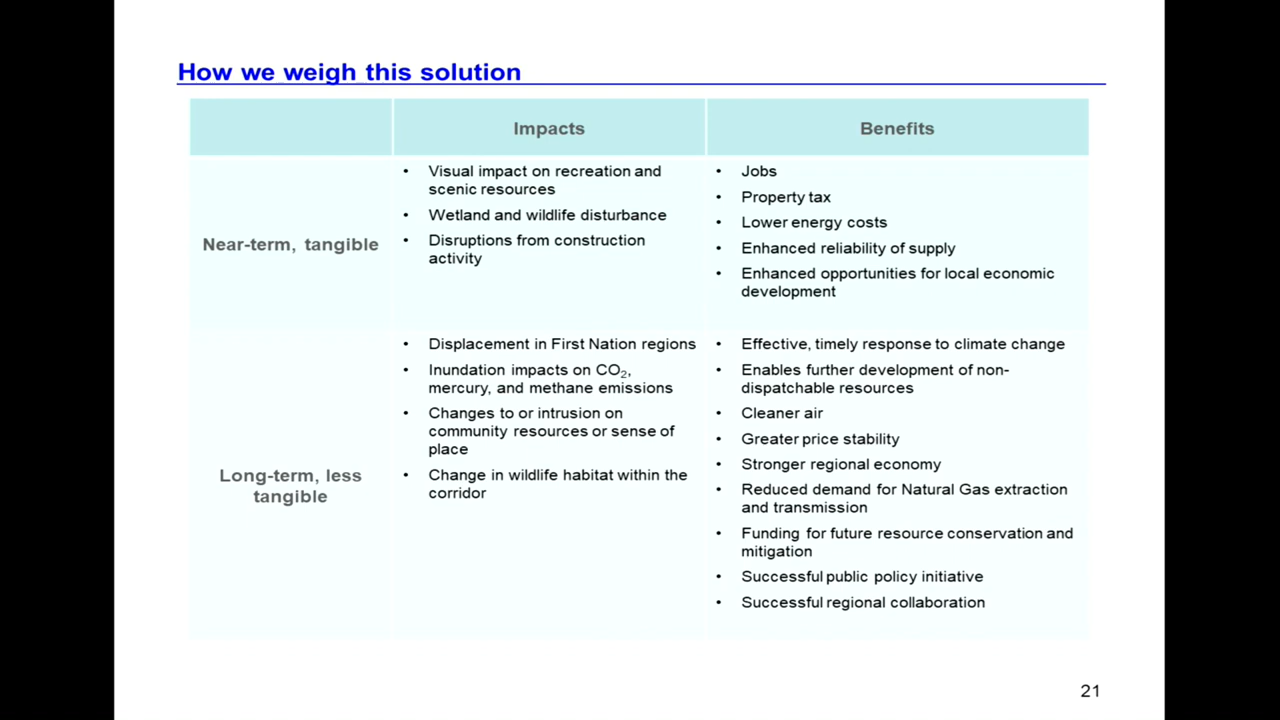 How we weigh this solution
Impacts
Benefits
Near-term, tangible
• Visual impact on recreation and
scenic resources
• Wetland and wildlife disturbance
• Disruptions from construction
activity
• Jobs
• Property tax
• Lower energy costs
• Enhanced reliability of supply
• Enhanced opportunities for local economic
development
Long-term, less
tangible
• Displacement in First Nation regions
• Inundation impacts on CO₂,
mercury, and methane emissions
• Changes to or intrusion on
community resources or sense of
place
• Change in wildlife habitat within the
corridor
• Effective, timely response to climate change
• Enables further development of non-
dispatchable resources
• Cleaner air
• Greater price stability
• Stronger regional economy
• Reduced demand for Natural Gas extraction
and transmission
• Funding for future resource conservation and
mitigation
• Successful public policy initiative
• Successful regional collaboration
21